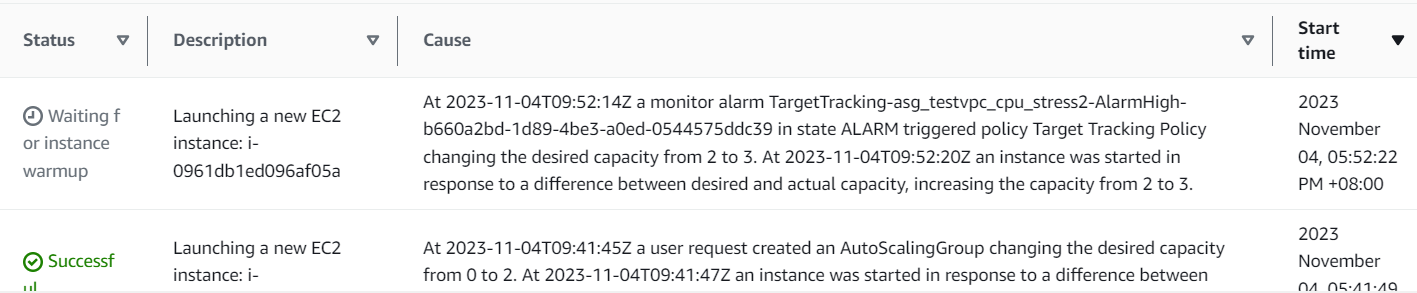 Status
Description
Cause
Start
time
Waiting f
or instance
warmup
Launching a new EC2
instance: i-
0961db1ed096af05a
At 2023-11-04T09:52:14Z a monitor alarm TargetTracking-asg_testvpc_cpu_stress2-AlarmHigh-
b660a2bd-1d89-4be3-a0ed-0544575ddc39 in state ALARM triggered policy Target Tracking Policy
changing the desired capacity from 2 to 3. At 2023-11-04T09:52:20Z an instance was started in
response to a difference between desired and actual capacity, increasing the capacity from 2 to 3.
2023
November
04, 05:52:22
PM +08:00
Successf
ul
Launching a new EC2
instance: i-
At 2023-11-04T09:41:45Z a user request created an AutoScalingGroup changing the desired capacity
from 0 to 2. At 2023-11-04T09:41:47Z an instance was started in response to a difference between
2023
November
04, 05:41:49